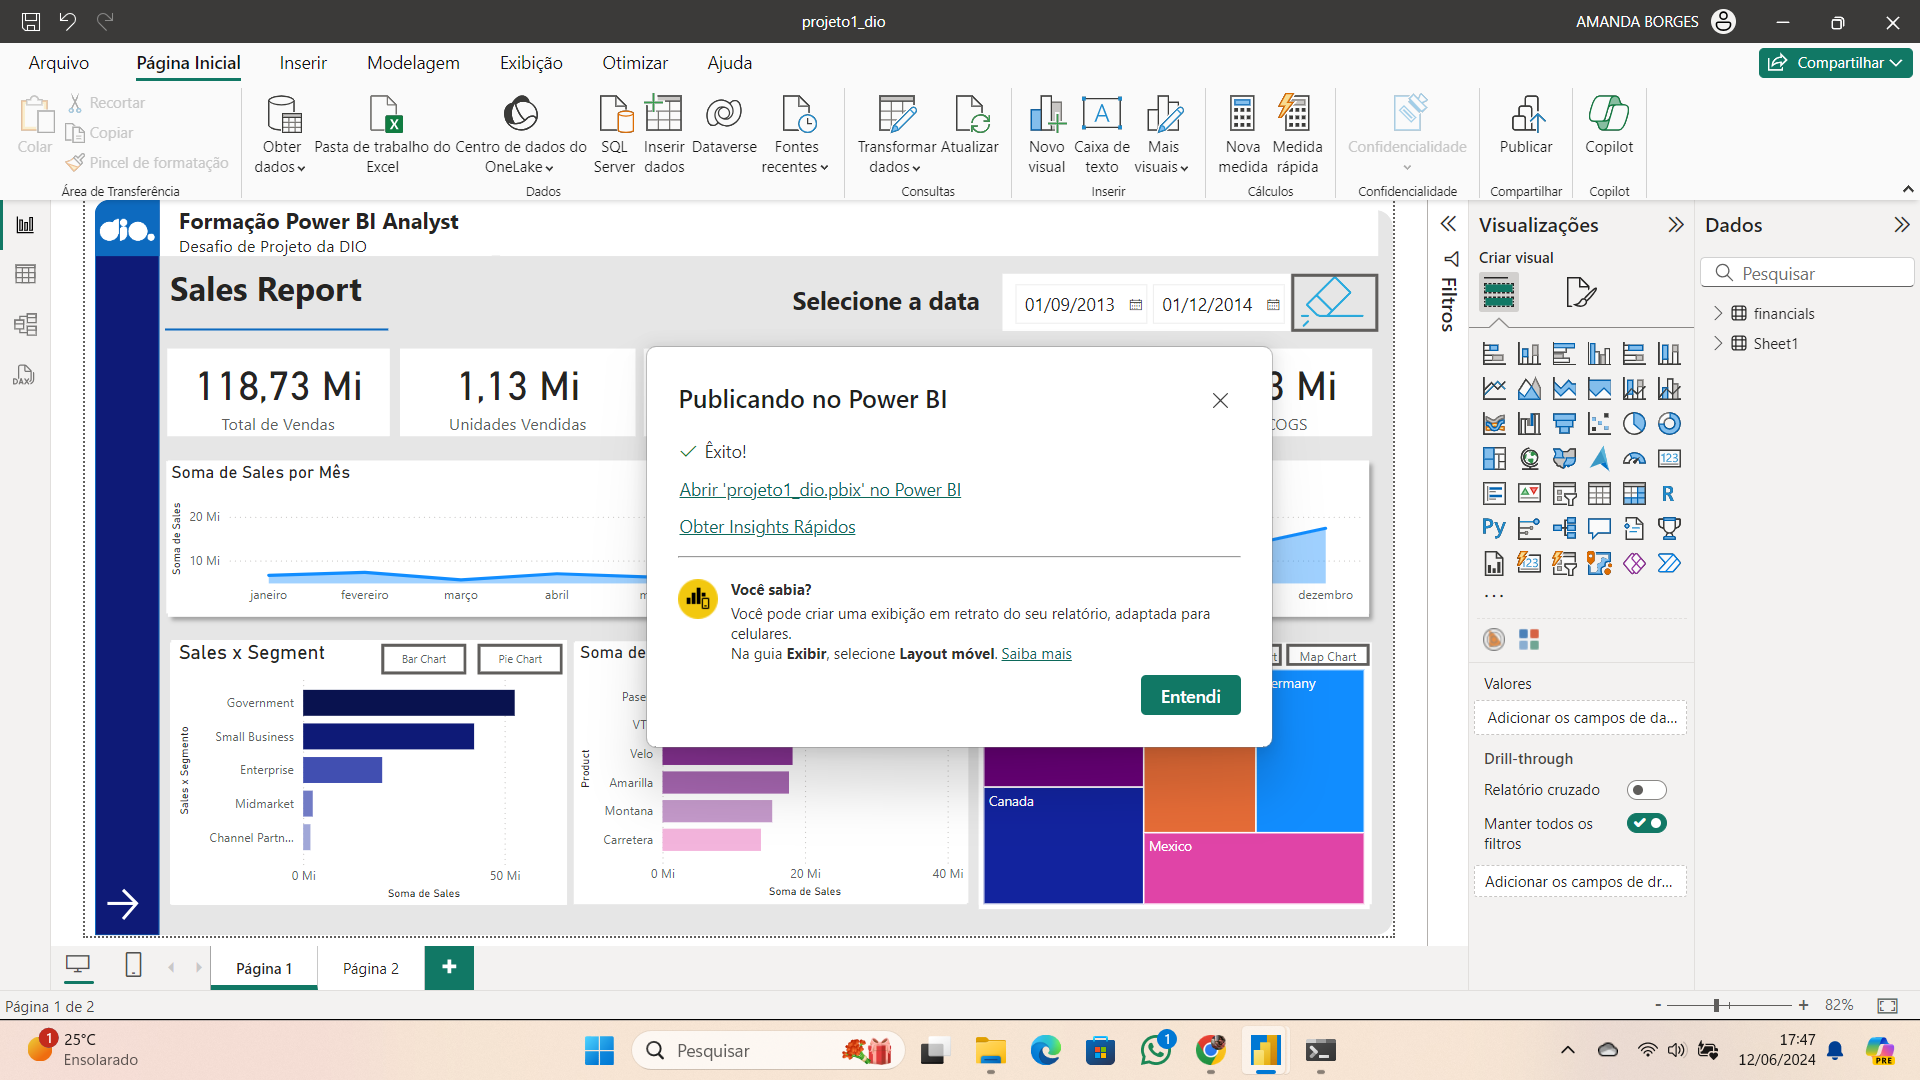 projeto1_dio
AMANDA BORGES
Arquivo
Página Inicial
Inserir
Modelagem
Exibição
Otimizar
Ajuda
Compartilhar
Colar
Recortar
Copiar
Pincel de formatação
Área de Transferência
Obter
dados
Pasta de trabalho do
Excel
Centro de dados do
OneLake
SQL
Server
Inserir
dados
Dataverse
Fontes
recentes
Dados
Transformar
dados
Atualizar
Consultas
Novo
visual
Caixa de
texto
Mais
visuais
Inserir
Nova
medida
Medida
rápida
Cálculos
Confidencialidade
Confidencialidade
Publicar
Compartilhar
Copilot
Copilot
dio.
Formação Power BI Analyst
Desafio de Projeto da DIO
Sales Report
Selecione a data
01/09/2013
01/12/2014
118,73 Mi
Total de Vendas
1,13 Mi
Unidades Vendidas
3 Mi
COGS
Soma de Sales por Mês
Soma de Sales
20 Mi
10 Mi
janeiro
fevereiro
março
abril
m
dezembro
Publicando no Power BI
Êxito!
Abrir 'projeto1_dio.pbix' no Power BI
Obter Insights Rápidos
Você sabia?
Você pode criar uma exibição em retrato do seu relatório, adaptada para
celulares.
Na guia Exibir, selecione Layout móvel. Saiba mais
Entendi
Sales x Segment
Bar Chart
Pie Chart
Sales x Segmento
Government
Small Business
Enterprise
Midmarket
Channel Partn...
0 Mi
50 Mi
Soma de Sales
Soma de
Product
Pase
VT
Velo
Amarilla
Montana
Carretera
0 Mi
20 Mi
40 Mi
Soma de Sales
t
Map Chart
ermany
Canada
Mexico
Filtros
Visualizações
Criar visual
123
R
Py
123
Valores
Adicionar os campos de da...
Drill-through
Relatório cruzado
Manter todos os
filtros
Adicionar os campos de dr...
Dados
Pesquisar
financials
Sheet1
DAX
Página 1
Página 2
+
Página 1 de 2
- + 82%
1
25°C
Ensolarado
Pesquisar
1
17:47
12/06/2024
PRE